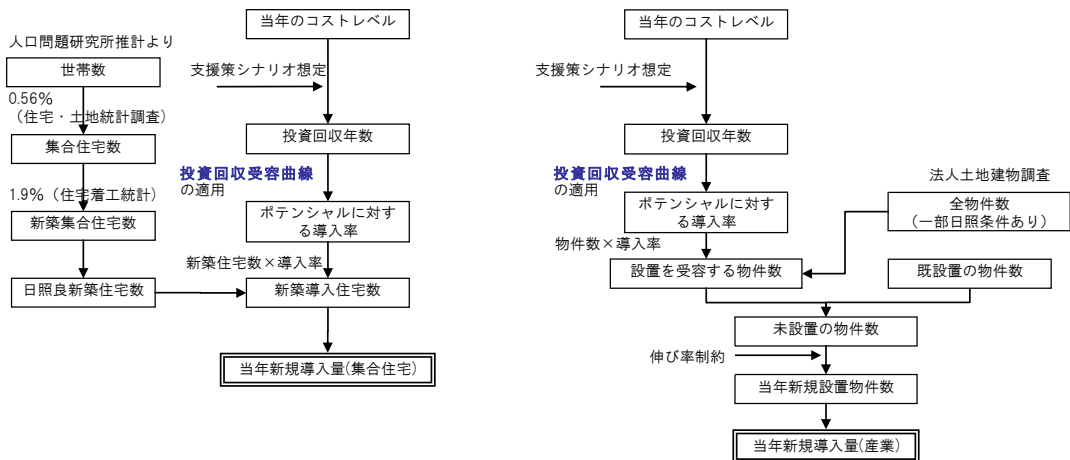 当年のコストレベル
人口問題研究所推計より
世帯数
支援策シナリオ想定
0.56%
（住宅・土地統計調査）
集合住宅数
投資回収年数
投資回収受容曲線
の適用
1.9%（住宅着工統計）
新築集合住宅数
ポテンシャルに対す
る導入率
新築住宅数×導入率
日照良新築住宅数
新築導入住宅数
当年新規導入量(集合住宅)
当年のコストレベル
支援策シナリオ想定
投資回収年数
投資回収受容曲線
の適用
法人土地建物調査
全物件数
（一部日照条件あり）
ポテンシャルに対す
る導入率
物件数×導入率
設置を受容する物件数
既設置の物件数
未設置の物件数
伸び率制約
当年新規設置物件数
当年新規導入量(産業)